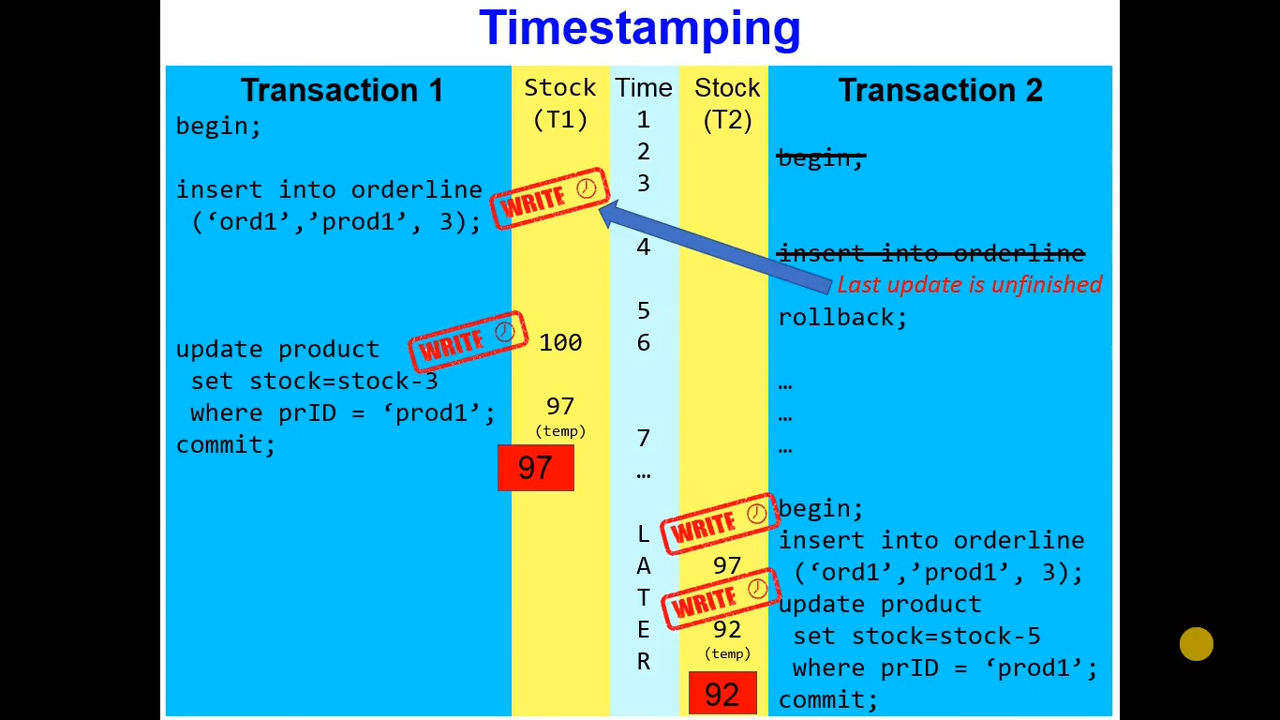 Timestamping
Transaction 1
begin;
insert into orderline
(‘ord1’,’prod1’, 3);
update product
set stock=stock-3
where prID = ‘prod1’;
commit;
Stock
(T1)
WRITE
WRITE
100
97
(temp)
97
Time
1
2
3
4
5
6
7
…
L
A
T
E
R
Stock
(T2)
WRITE
97
WRITE
92
(temp)
92
Transaction 2
begin;
insert into orderline
Last update is unfinished
rollback;
…
…
…
begin;
insert into orderline
(‘ord1’,’prod1’, 3);
update product
set stock=stock-5
where prID = ‘prod1’;
commit;